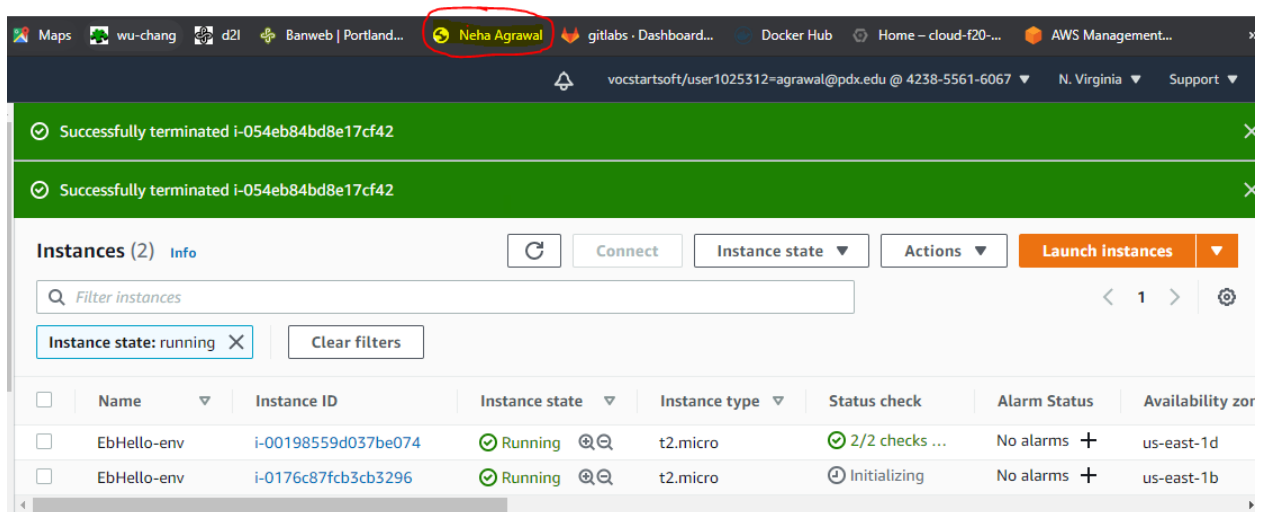 Maps wu-chang d2l Banweb | Portland... Neha Agrawal gitlabs · Dashboard... Docker Hub Home – cloud-f20-... AWS Management... »
vocstartsoft/user1025312=agrawal@pdx.edu @ 4238-5561-6067 ▼ N. Virginia ▼ Support ▼
Successfully terminated i-054eb84bd8e17cf42
Successfully terminated i-054eb84bd8e17cf42
Instances (2) Info Connect Instance state ▼ Actions ▼ Launch instances ▼
Filter instances < 1 >
Instance state: running Clear filters
Name Instance ID Instance state Instance type Status check Alarm Status Availability zor
EbHello-env i-00198559d037be074 Running t2.micro 2/2 checks ... No alarms + us-east-1d
EbHello-env i-0176c87fcb3cb3296 Running t2.micro Initializing No alarms + us-east-1b